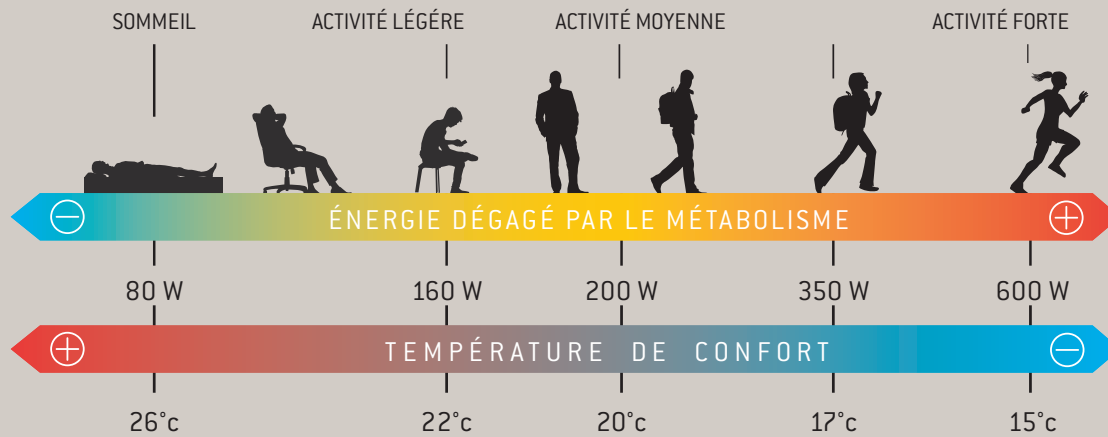 SOMMEIL ACTIVITÉ LÉGÉRE ACTIVITÉ MOYENNE ACTIVITÉ FORTE
ÉNERGIE DÉGAGÉ PAR LE MÉTABOLISME
80 W 160 W 200 W 350 W 600 W
TEMPÉRATURE DE CONFORT
26°c 22°c 20°c 17°c 15°c